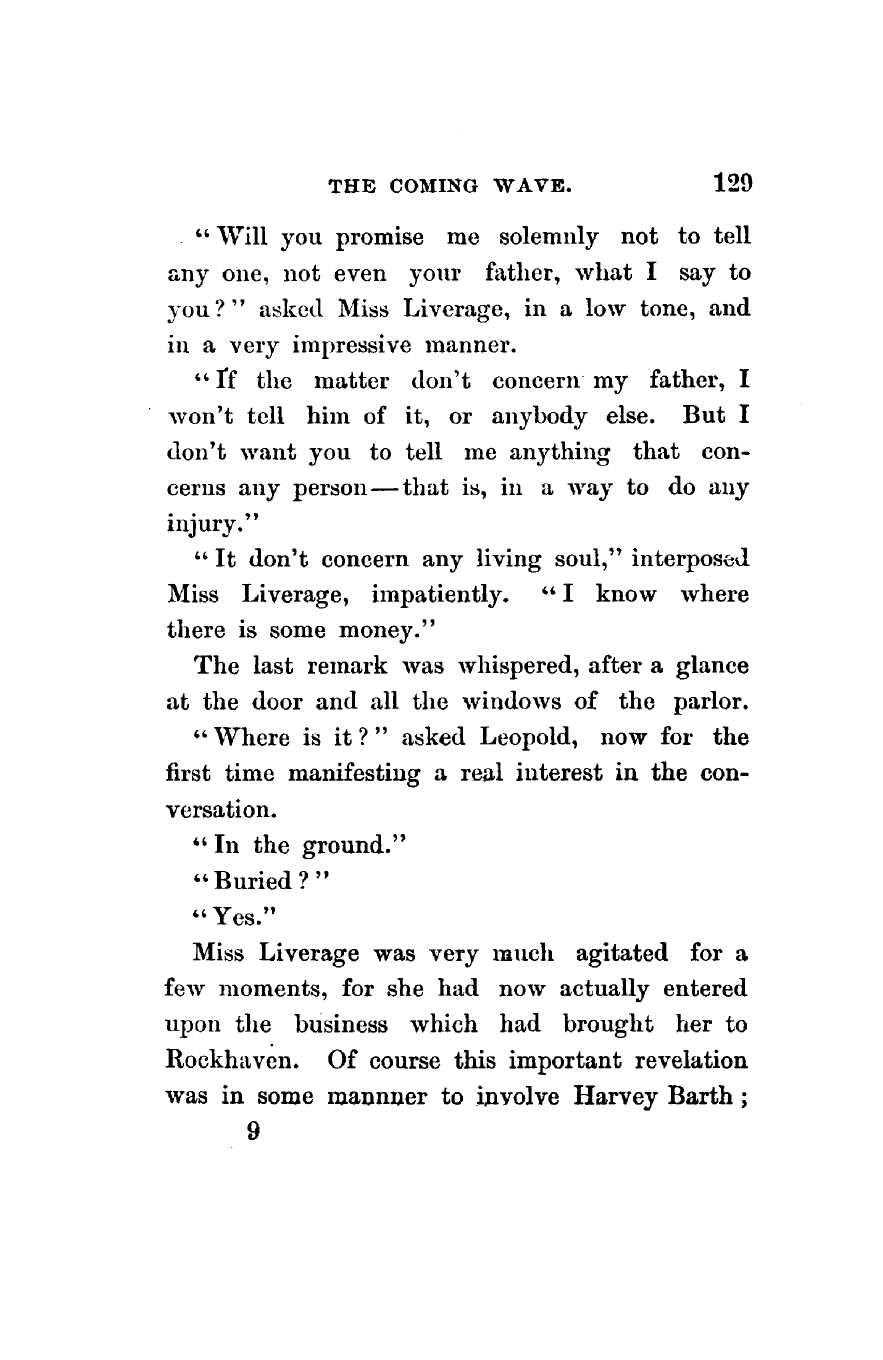 THE COMING WAVE. 129
“Will you promise me solemnly not to tell
any one, not even your father, what I say to
you?” asked Miss Liverage, in a low tone, and
in a very impressive manner.
“If the matter don't concern my father, I
won't tell him of it, or anybody else. But I
don't want you to tell me anything that con-
cerns any person—that is, in a way to do any
injury.”
“It don't concern any living soul,” interposed
Miss Liverage, impatiently. “I know where
there is some money.”
The last remark was whispered, after a glance
at the door and all the windows of the parlor.
“Where is it?” asked Leopold, now for the
first time manifesting a real interest in the con-
versation.
“In the ground.”
“Buried?”
“Yes.”
Miss Liverage was very much agitated for a
few moments, for she had now actually entered
upon the business which had brought her to
Rockhaven. Of course this important revelation
was in some mannner to involve Harvey Barth;
9